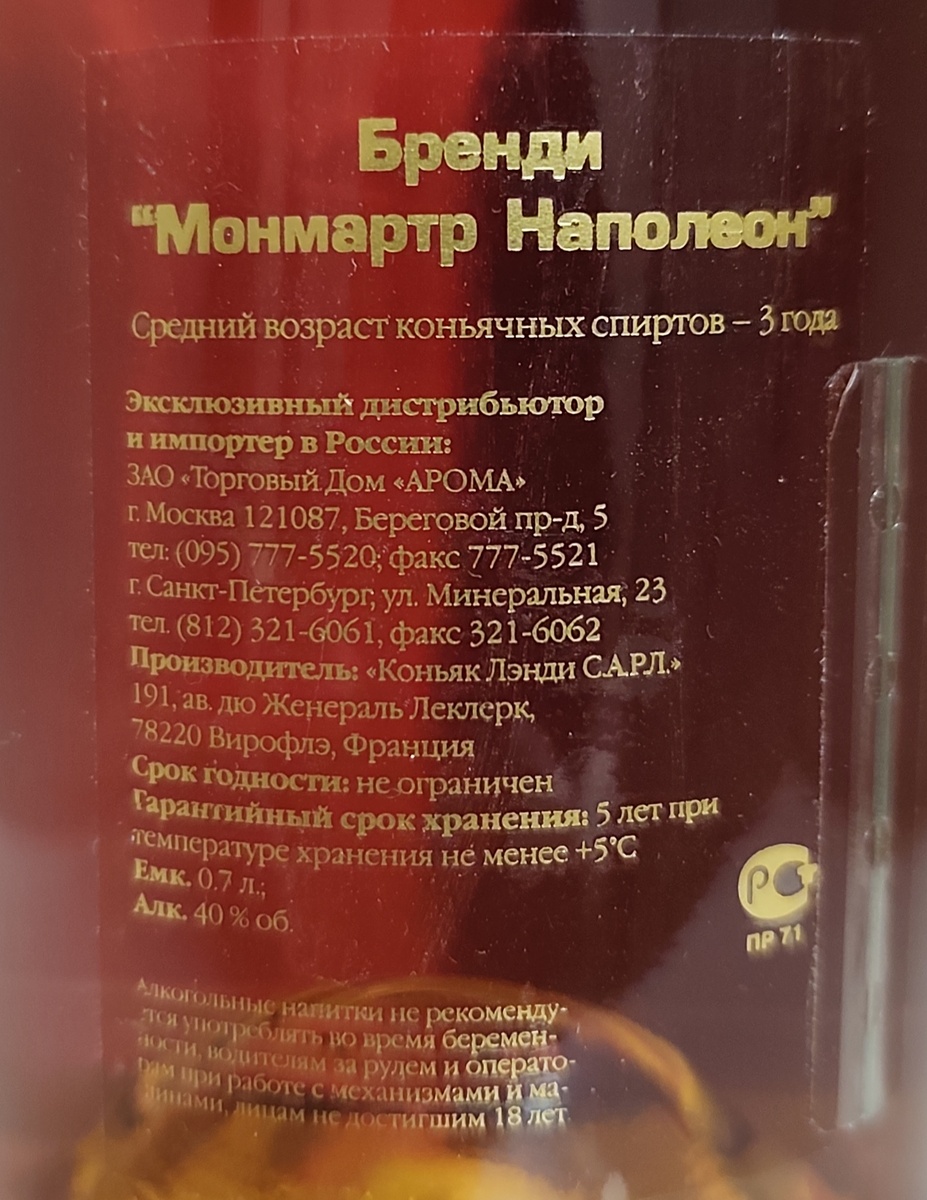 Бренди
“Монмартр Наполеон”
Средний возраст коньячных спиртов – 3 года
Эксклюзивный дистрибьютор
и импортер в России:
ЗАО «Торговый Дом «АРОМА»
г. Москва 121087, Береговой пр-д, 5
тел: (095) 777-5520; факс 777-5521
г. Санкт-Петербург, ул. Минеральная, 23
тел. (812) 321-6061, факс 321-6062
Производитель: «Коньяк Лэнди С.А.Р.Л.»
191, ав. дю Женераль Леклерк,
78220 Вирофлэ, Франция
Срок годности: не ограничен
Гарантийный срок хранения: 5 лет при
температуре хранения не менее +5°С
Емк. 0.7 л.;
Алк. 40 % об.
РСТ
ПР 71
Алкогольные напитки не рекоменду-
тся употреблять во время беремен-
ности, водителям за рулем и операто-
рам при работе с механизмами и ма-
шинами, лицам не достигшим 18 лет